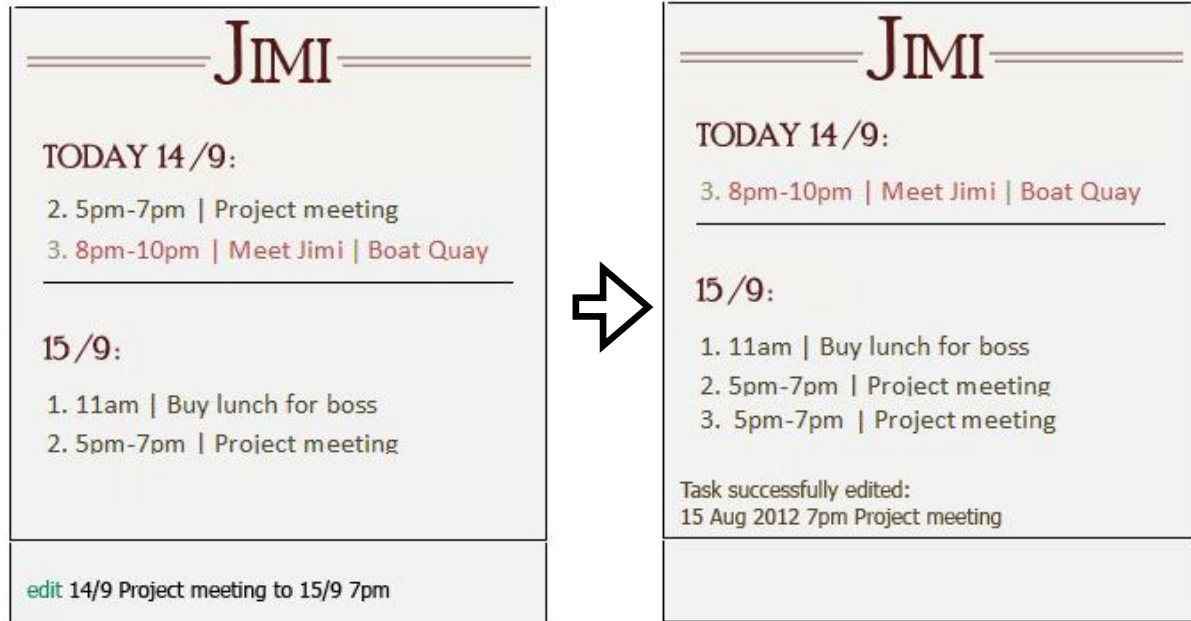 JIMI
TODAY 14/9:
2. 5pm-7pm | Project meeting
3. 8pm-10pm | Meet Jimi | Boat Quay
15/9:
1. 11am | Buy lunch for boss
2. 5pm-7pm | Project meeting
edit 14/9 Project meeting to 15/9 7pm
JIMI
TODAY 14/9:
3. 8pm-10pm | Meet Jimi | Boat Quay
15/9:
1. 11am | Buy lunch for boss
2. 5pm-7pm | Project meeting
3. 5pm-7pm | Project meeting
Task successfully edited:
15 Aug 2012 7pm Project meeting